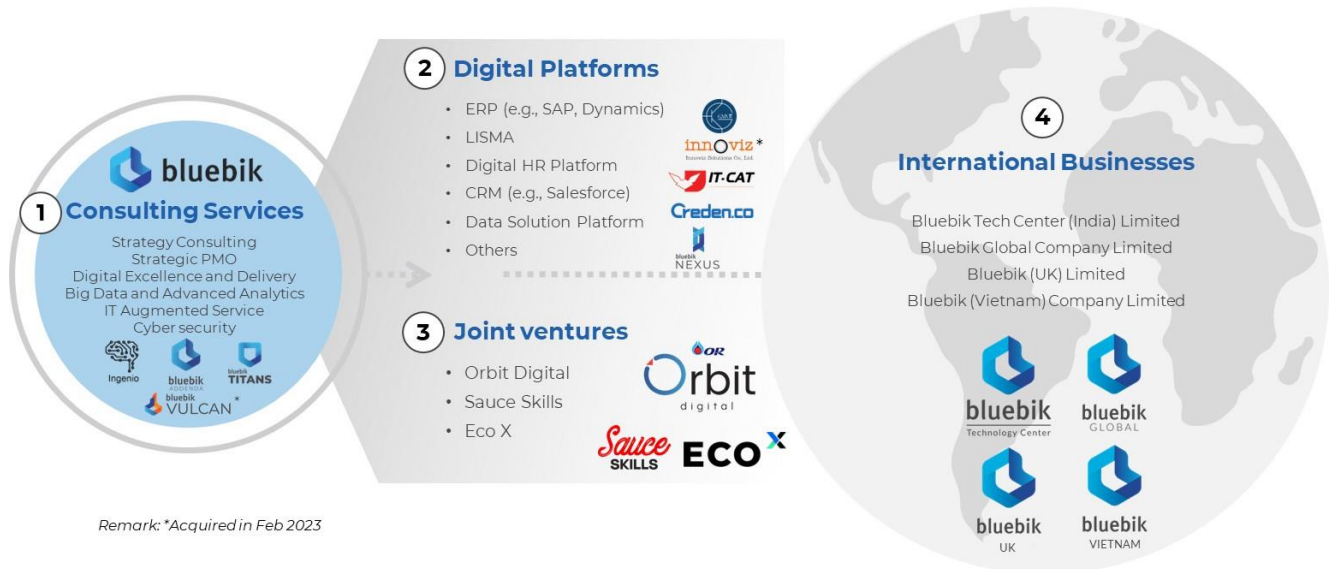 bluebik
1
Consulting Services
Strategy Consulting
Strategic PMO
Digital Excellence and Delivery
Big Data and Advanced Analytics
IT Augmented Service
Cyber security
Ingenio
bluebik
ADDENDA
bluebik
TITANS
bluebik
VULCAN *
Remark: *Acquired in Feb 2023
2 Digital Platforms
• ERP (e.g., SAP, Dynamics)
• LISMA
• Digital HR Platform
• CRM (e.g., Salesforce)
• Data Solution Platform
• Others
innoviz *
Innoviz Solutions Co., Ltd.
IT-CAT
Creden.co
bluebik
NEXUS
3 Joint ventures
• Orbit Digital
• Sauce Skills
• Eco X
OR
Orbit
digital
Sauce
SKILLS
ECO X
4
International Businesses
Bluebik Tech Center (India) Limited
Bluebik Global Company Limited
Bluebik (UK) Limited
Bluebik (Vietnam) Company Limited
bluebik
Technology Center
bluebik
GLOBAL
bluebik
UK
bluebik
VIETNAM